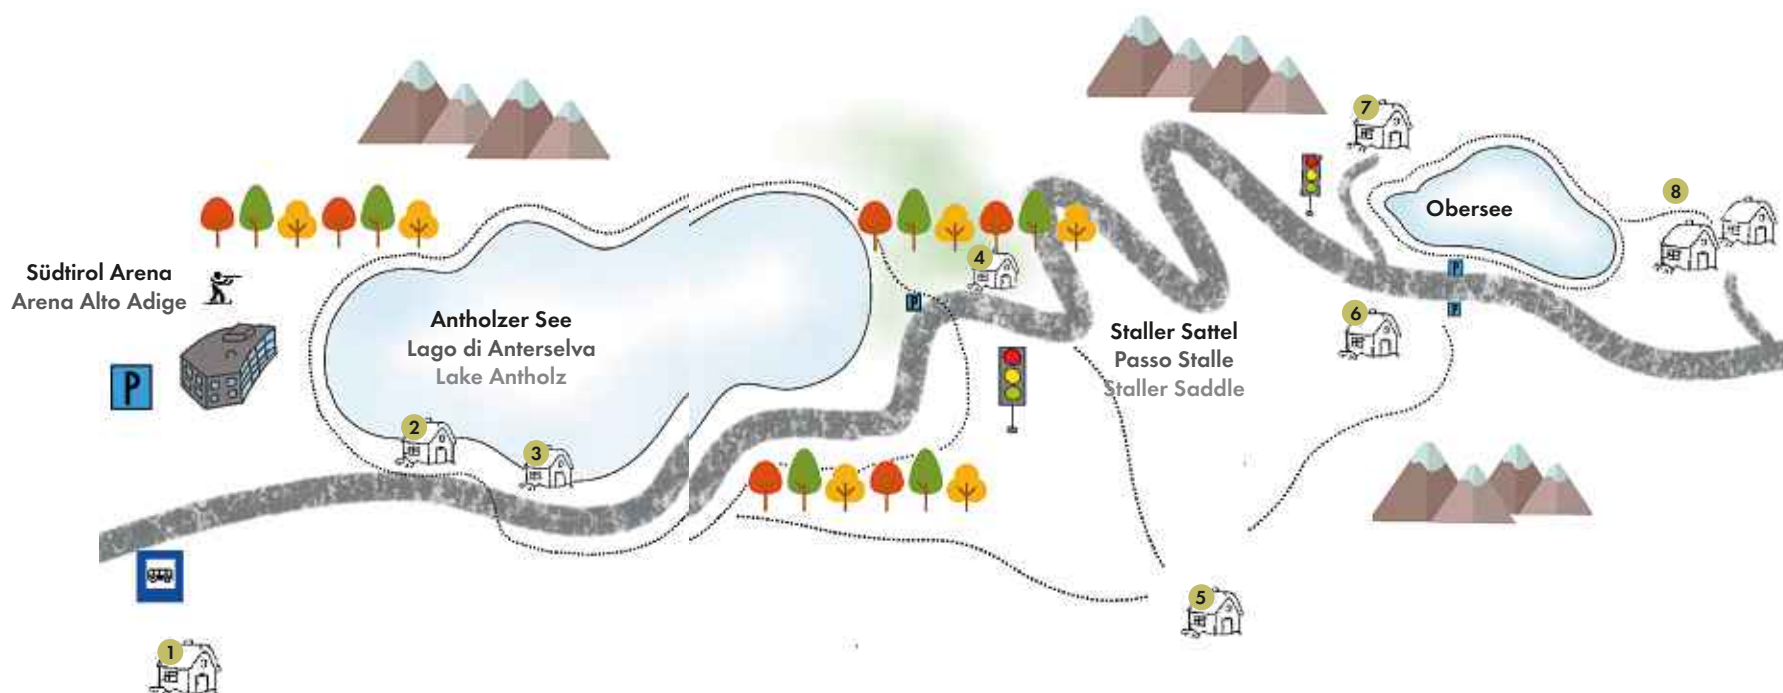 7
8
Obersee
4
Südtirol Arena
Arena Alto Adige
Antholzer See
Lago di Anterselva
Lake Antholz
P
P
P
6
Staller Sattel
Passo Stalle
Staller Saddle
P
2
3
5
1